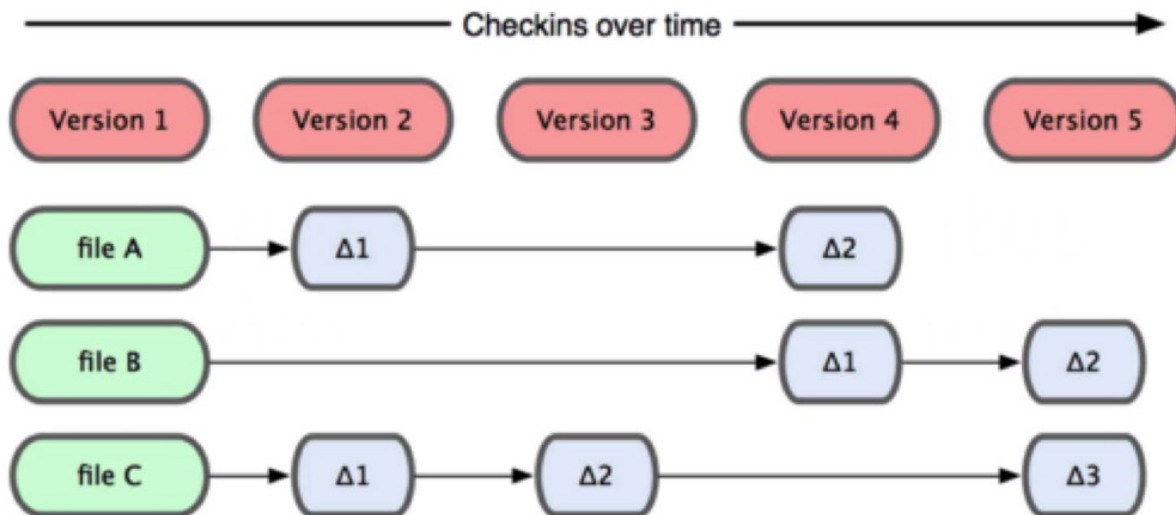 Checkins over time
Version 1 Version 2 Version 3 Version 4 Version 5
file A Δ1 Δ2
file B Δ1 Δ2
file C Δ1 Δ2 Δ3